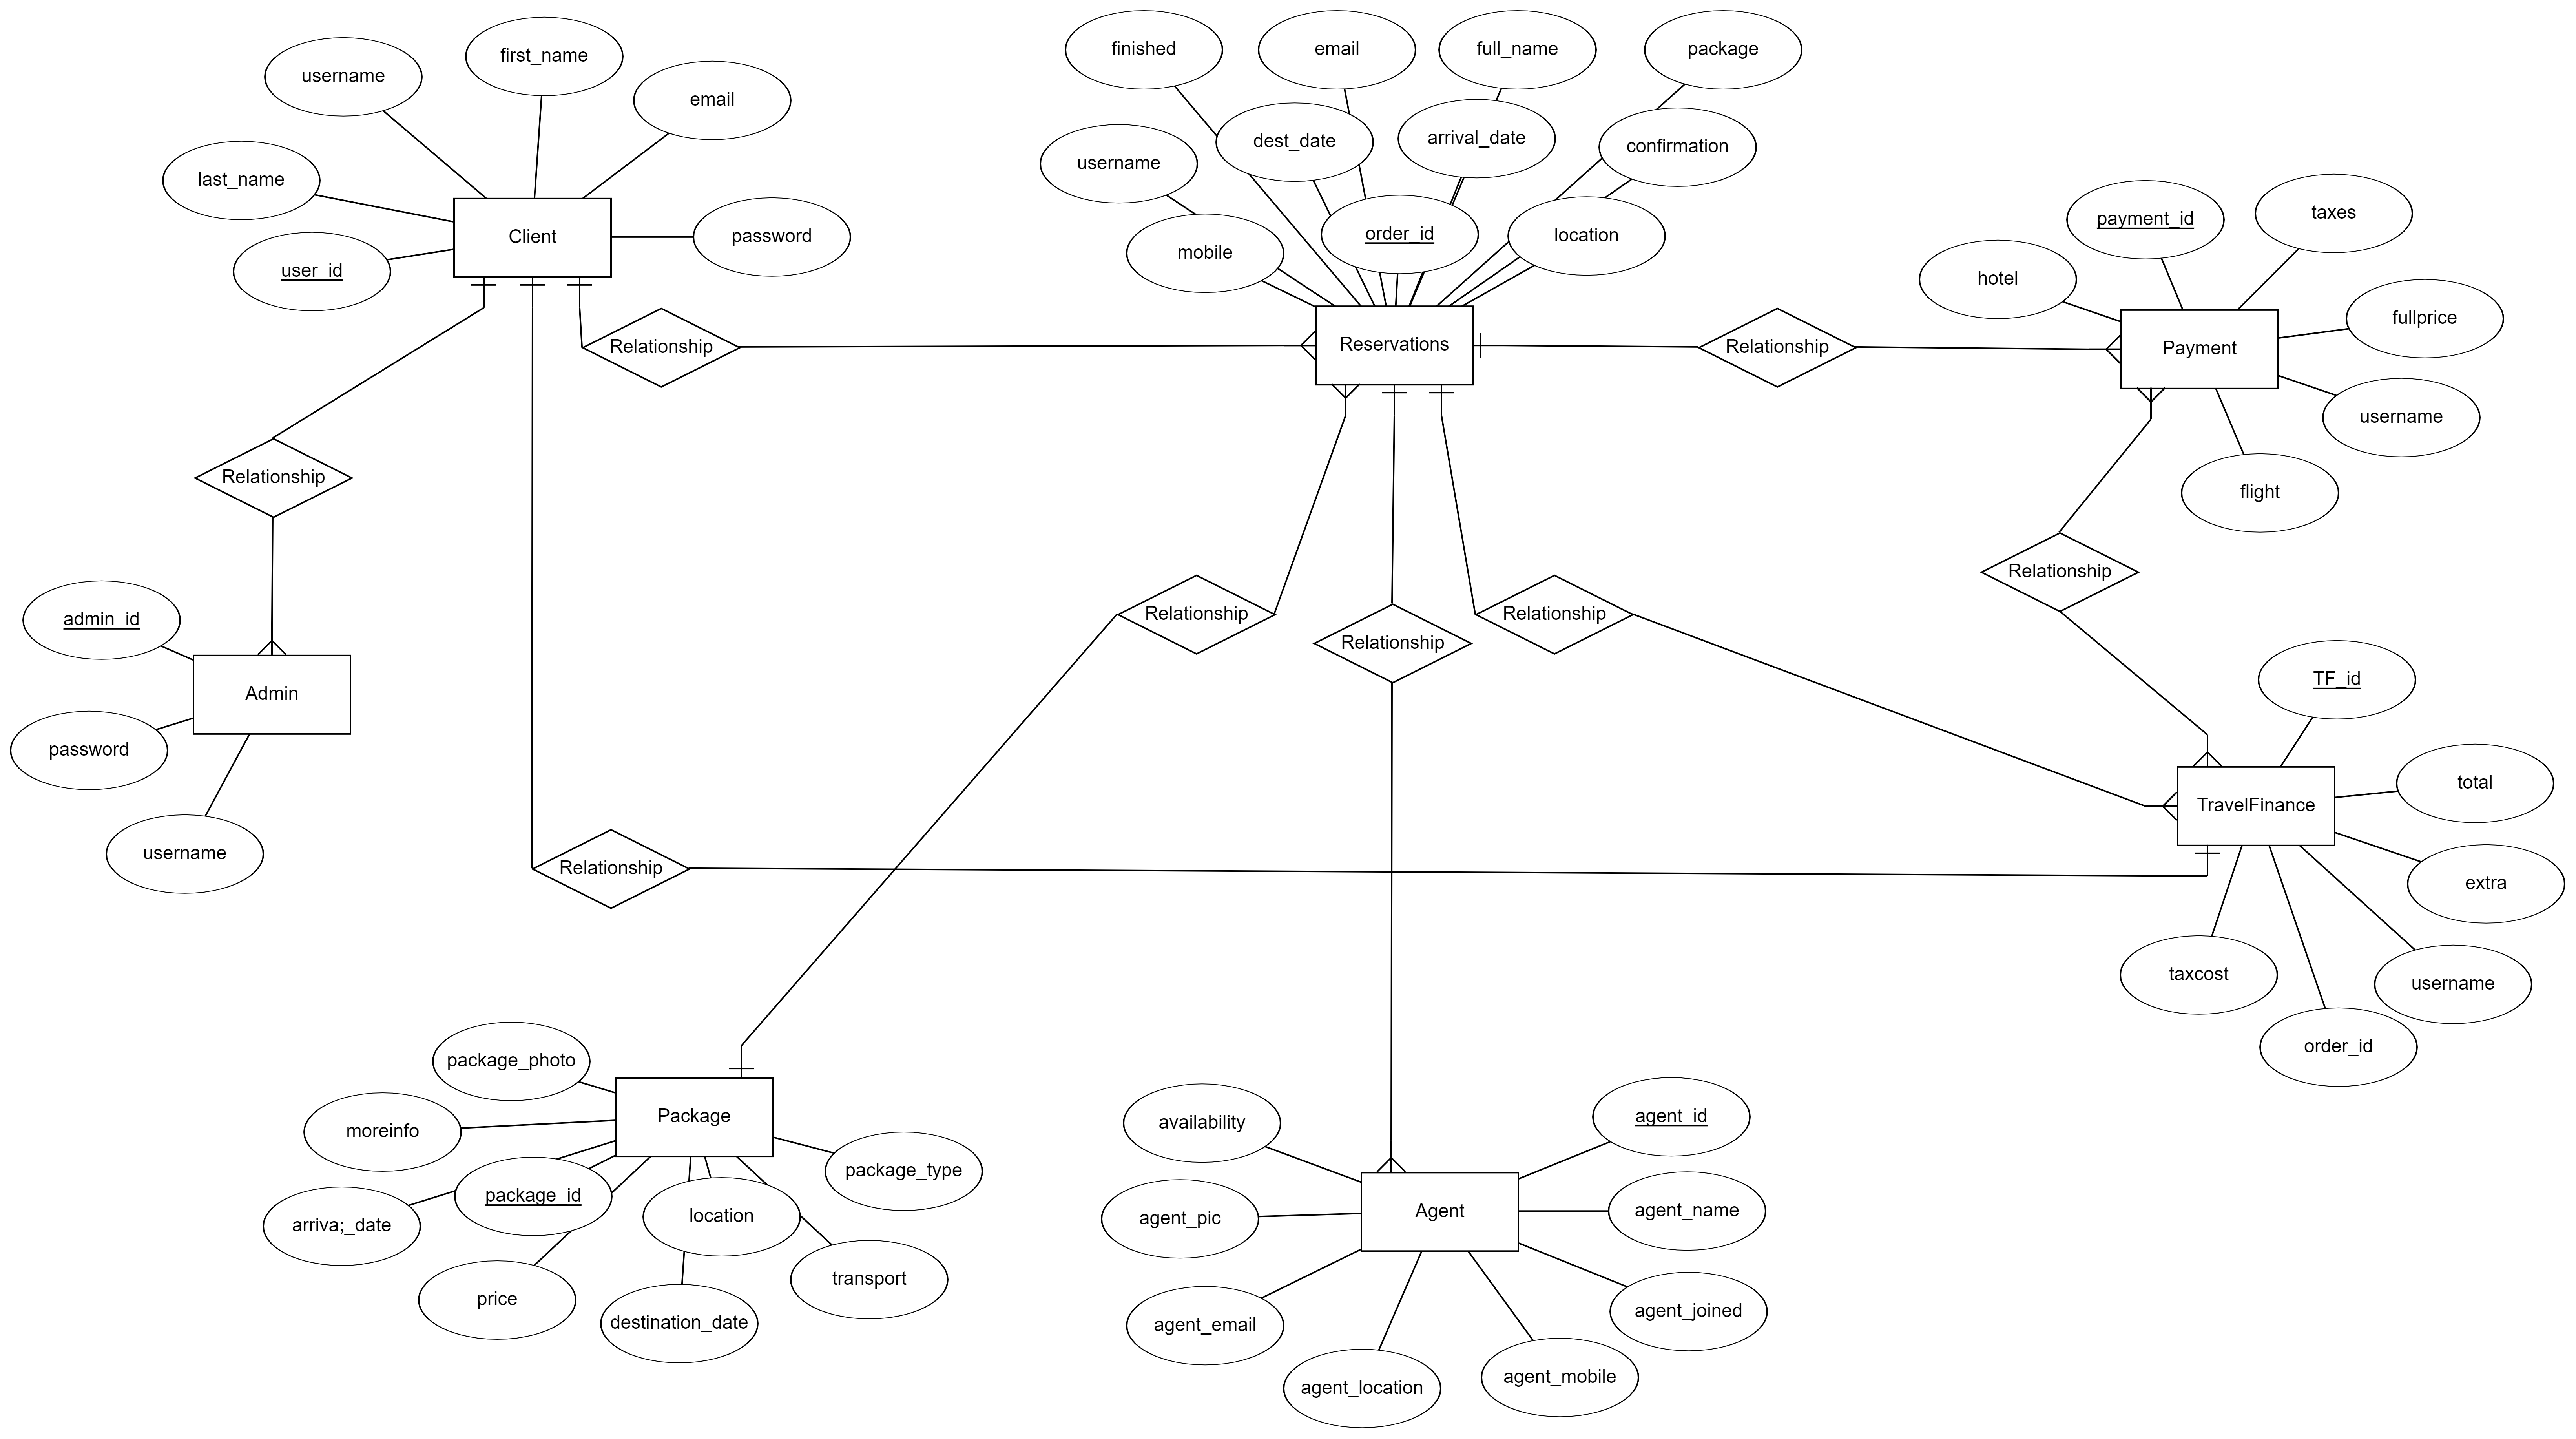 finished
email
full_name
package
username
first_name
email
dest_date
arrival_date
confirmation
username
last_name
Client
password
user_id
mobile
order_id
location
payment_id
taxes
hotel
fullprice
Relationship
Reservations
Relationship
Payment
username
Relationship
flight
Relationship
admin_id
Relationship
Relationship
Relationship
Admin
TF_id
password
total
TravelFinance
username
Relationship
extra
taxcost
username
order_id
package_photo
moreinfo
Package
availability
agent_id
package_type
arriva;_date
package_id
location
agent_pic
Agent
agent_name
price
transport
destination_date
agent_email
agent_joined
agent_location
agent_mobile